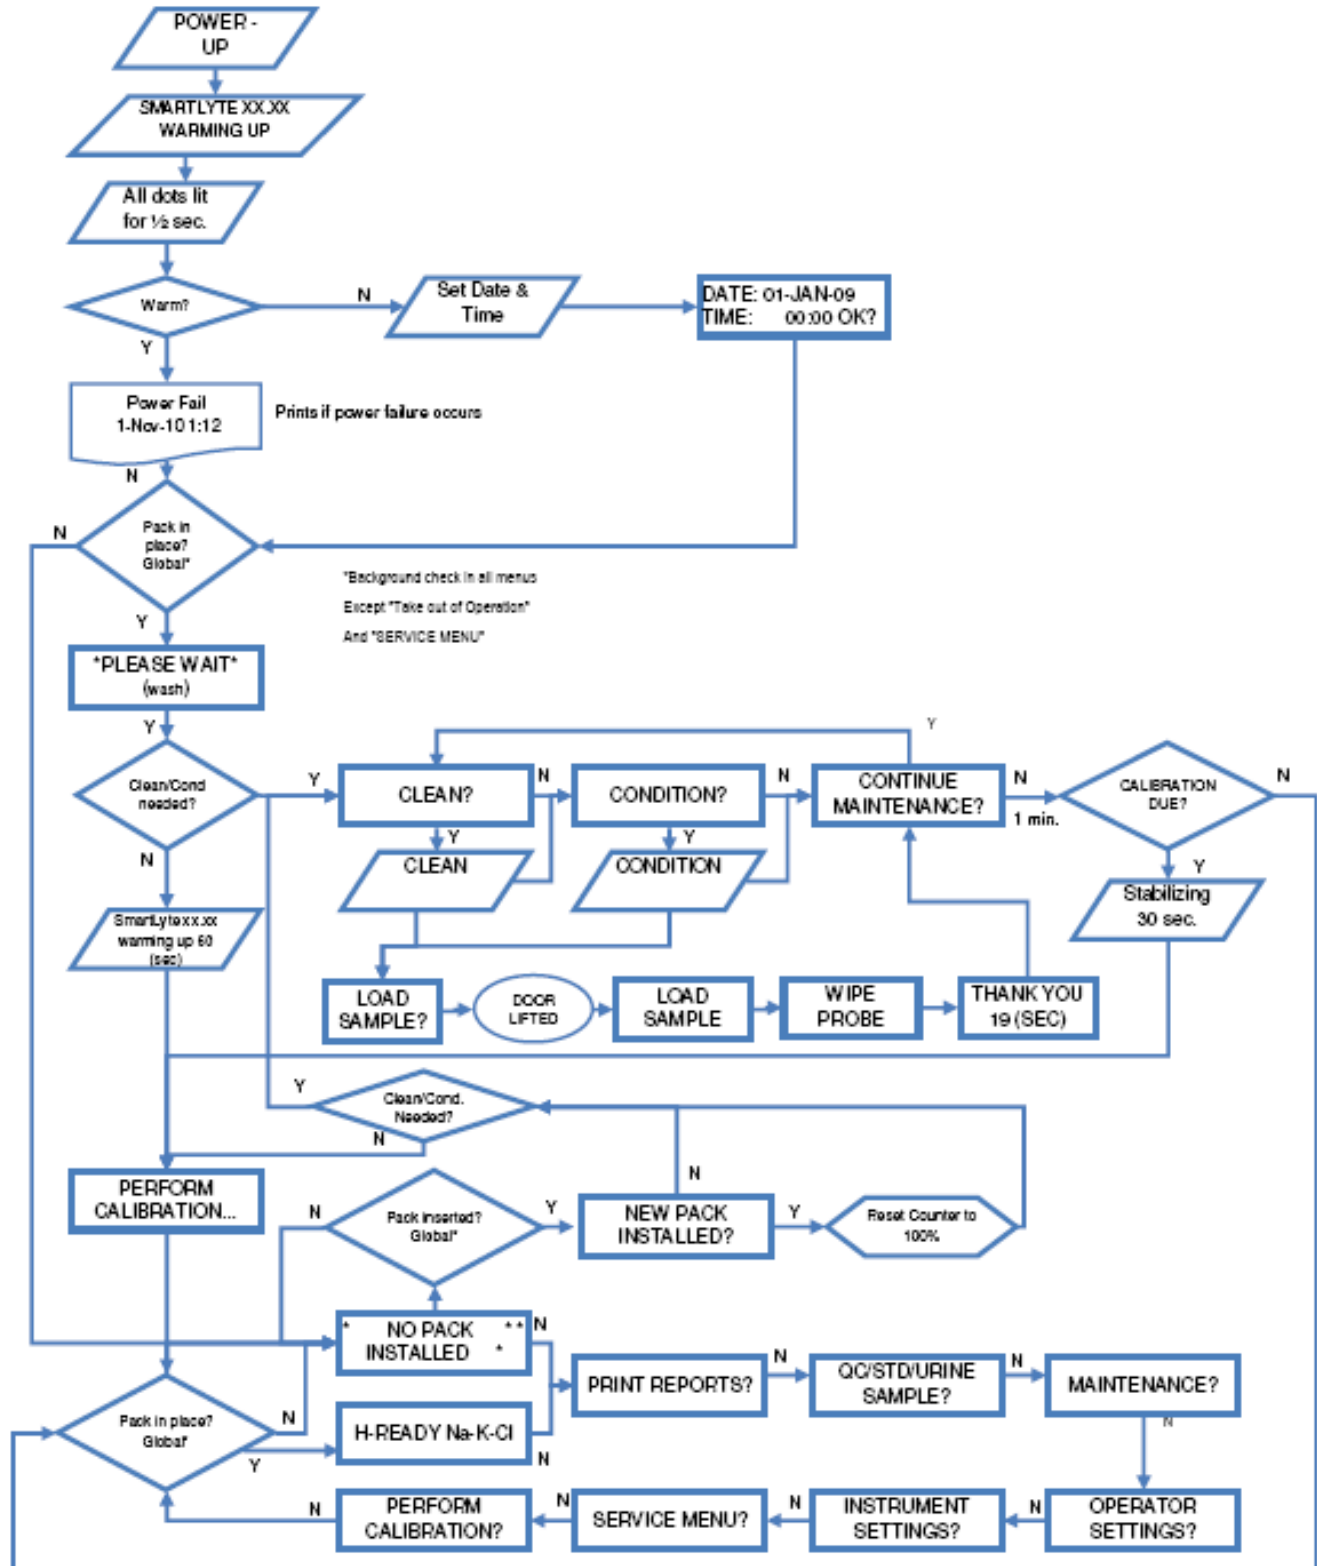 POWER -
UP
SMARTLYTE XX.XX
WARMING UP
All dots lit
for ½ sec.
Warm?
N
Set Date &
Time
DATE: 01-JAN-09
TIME: 00:00 OK?
Y
Power Fail
1-Nov-10 1:12
Prints if power failure occurs
N
N
Pack in
place?
Global*
*Background check in all menus
Except "Take out of Operation"
And "SERVICE MENU"
Y
*PLEASE WAIT*
(wash)
Y
Clean/Cond
needed?
Y
CLEAN?
N
CONDITION?
N
CONTINUE
MAINTENANCE?
Y
N
1 min.
CALIBRATION
DUE?
N
N
Y
CLEAN
Y
CONDITION
Y
Stabilizing
30 sec.
SmartLyte xx.xx
warming up 60
(sec)
LOAD
SAMPLE?
DOOR
LIFTED
LOAD
SAMPLE
WIPE
PROBE
THANK YOU
19 (SEC)
Y
Clean/Cond.
Needed?
N
PERFORM
CALIBRATION...
N
Pack inserted?
Global*
Y
N
NEW PACK
INSTALLED?
Y
Reset Counter to
100%
* NO PACK **
INSTALLED *
N
PRINT REPORTS?
N
QC/STD/URINE
SAMPLE?
N
MAINTENANCE?
N
Pack in place?
Global*
N
Y
H-READY Na-K-Cl
N
N
PERFORM
CALIBRATION?
N
SERVICE MENU?
N
INSTRUMENT
SETTINGS?
N
OPERATOR
SETTINGS?